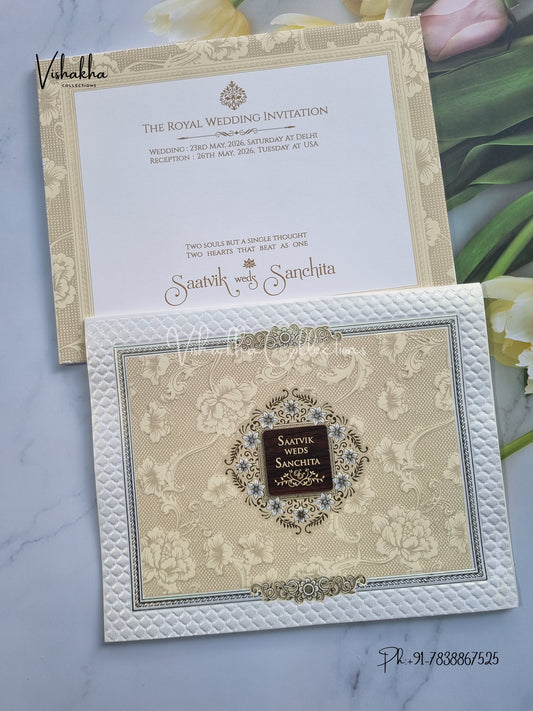 Vishakha
COLLECTIONS
THE ROYAL WEDDING INVITATION
WEDDING : 23RD MAY, 2026, SATURDAY AT DELHI
RECEPTION : 26TH MAY, 2026, TUESDAY AT USA
TWO SOULS BUT A SINGLE THOUGHT
TWO HEARTS THAT BEAT AS ONE
Saatvik weds Sanchita
Vishakha Collections
SAATVIK
WEDS
SANCHITA
Ph:+91-7838867525